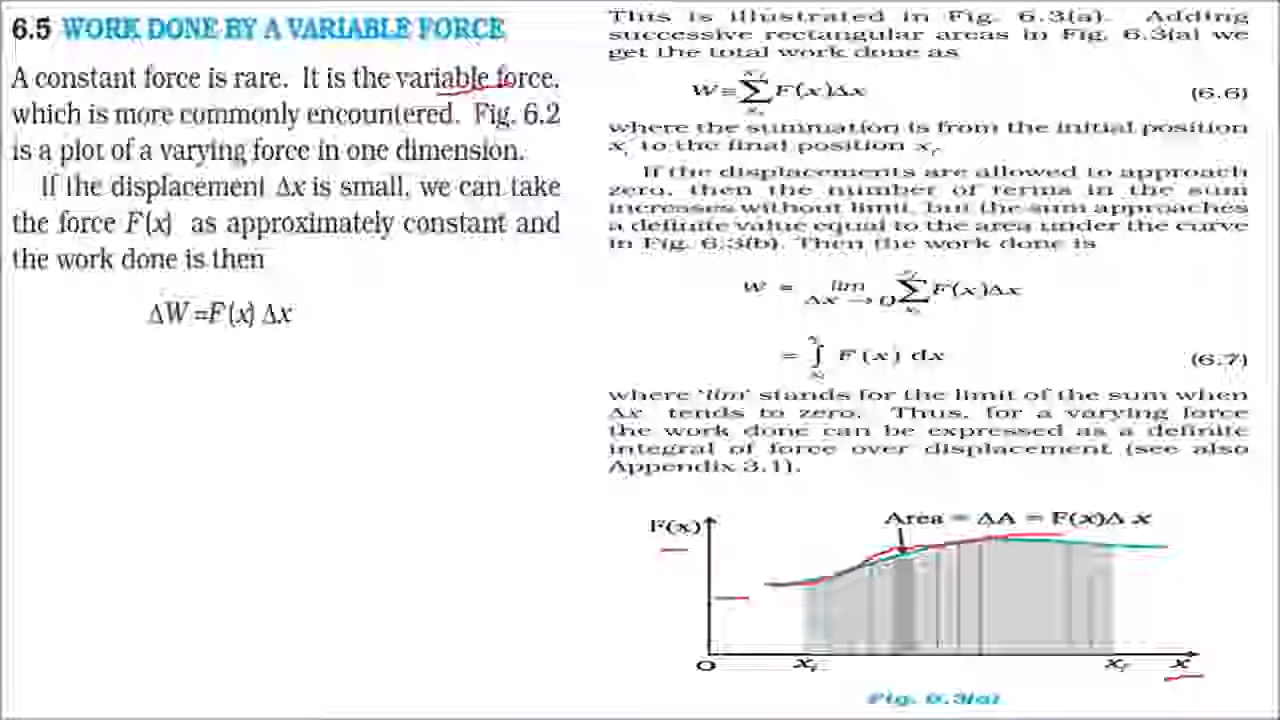 6.5 WORK DONE BY A VARIABLE FORCE
A constant force is rare. It is the variable force,
which is more commonly encountered. Fig. 6.2
is a plot of a varying force in one dimension.
If the displacement Δx is small, we can take
the force F(x) as approximately constant and
the work done is then
ΔW =F(x) Δx
This is illustrated in Fig. 6.3(a). Adding
successive rectangular areas in Fig. 6.3(a) we
get the total work done as
W≅∑F(x)Δx (6.6)
where the summation is from the initial position
xᵢ to the final position x_f.
If the displacements are allowed to approach
zero, then the number of terms in the sum
increases without limit, but the sum approaches
a definite value equal to the area under the curve
in Fig. 6.3(b). Then the work done is
W = lim Δx → 0 ∑F(x)Δx
= ∫ F(x) dx (6.7)
where 'lim' stands for the limit of the sum when
Δx tends to zero. Thus, for a varying force
the work done can be expressed as a definite
integral of force over displacement (see also
Appendix 3.1).
Area = ΔA = F(x)Δ x
F(x)
O xᵢ x_f x
Fig. 6.3(a)